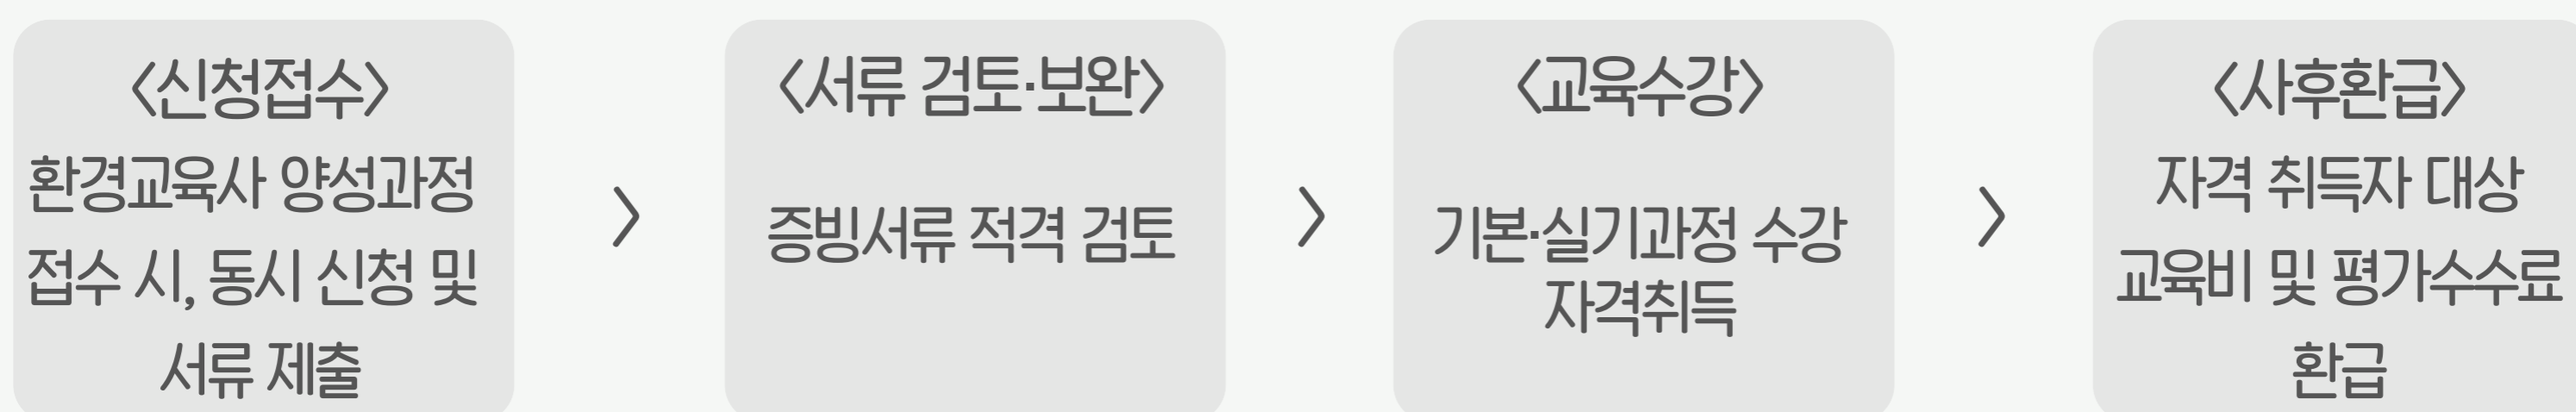 〈신청접수〉
환경교육사 양성과정
접수 시, 동시 신청 및
서류 제출
〈서류 검토·보완〉
증빙서류 적격 검토
〈교육수강〉
기본·실기과정 수강
자격취득
〈사후환급〉
자격 취득자 대상
교육비 및 평가수수료
환급